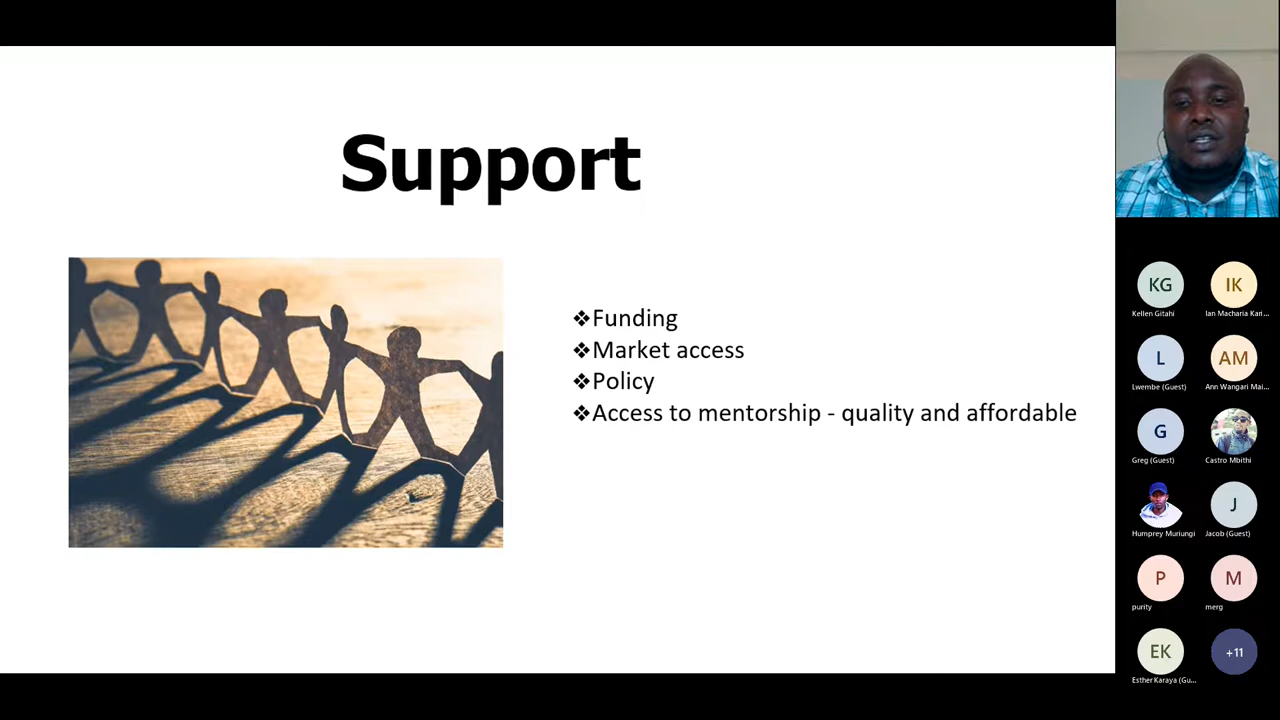 Support
❖Funding
❖Market access
❖Policy
❖Access to mentorship - quality and affordable
KG
IK
Kellen Gitahi
Ian Macharia Kari...
L
AM
Lwembe (Guest)
Ann Wangari Mai...
G
Greg (Guest)
Castro Mbithi
J
Humprey Muriungi
Jacob (Guest)
P
M
purity
merg
EK
+11
Esther Karaya (Gu...